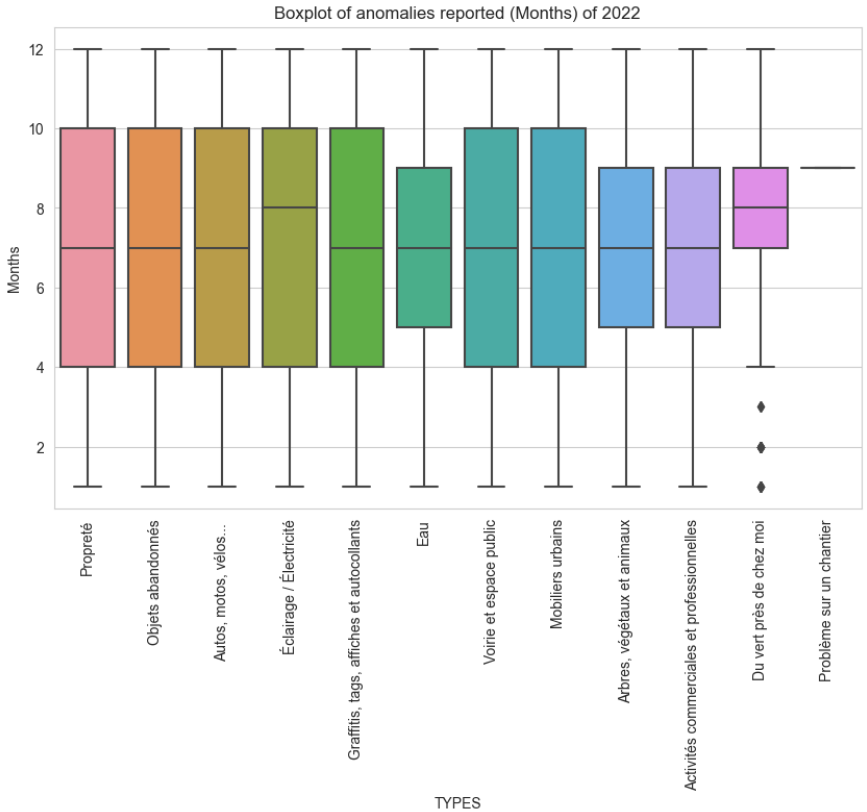 Boxplot of anomalies reported (Months) of 2022
Months
12
10
8
6
4
2
Propreté
Objets abandonnés
Autos, motos, vélos...
Éclairage / Électricité
Graffitis, tags, affiches et autocollants
Eau
Voirie et espace public
Mobiliers urbains
Arbres, végétaux et animaux
Activités commerciales et professionnelles
Du vert près de chez moi
Problème sur un chantier
TYPES